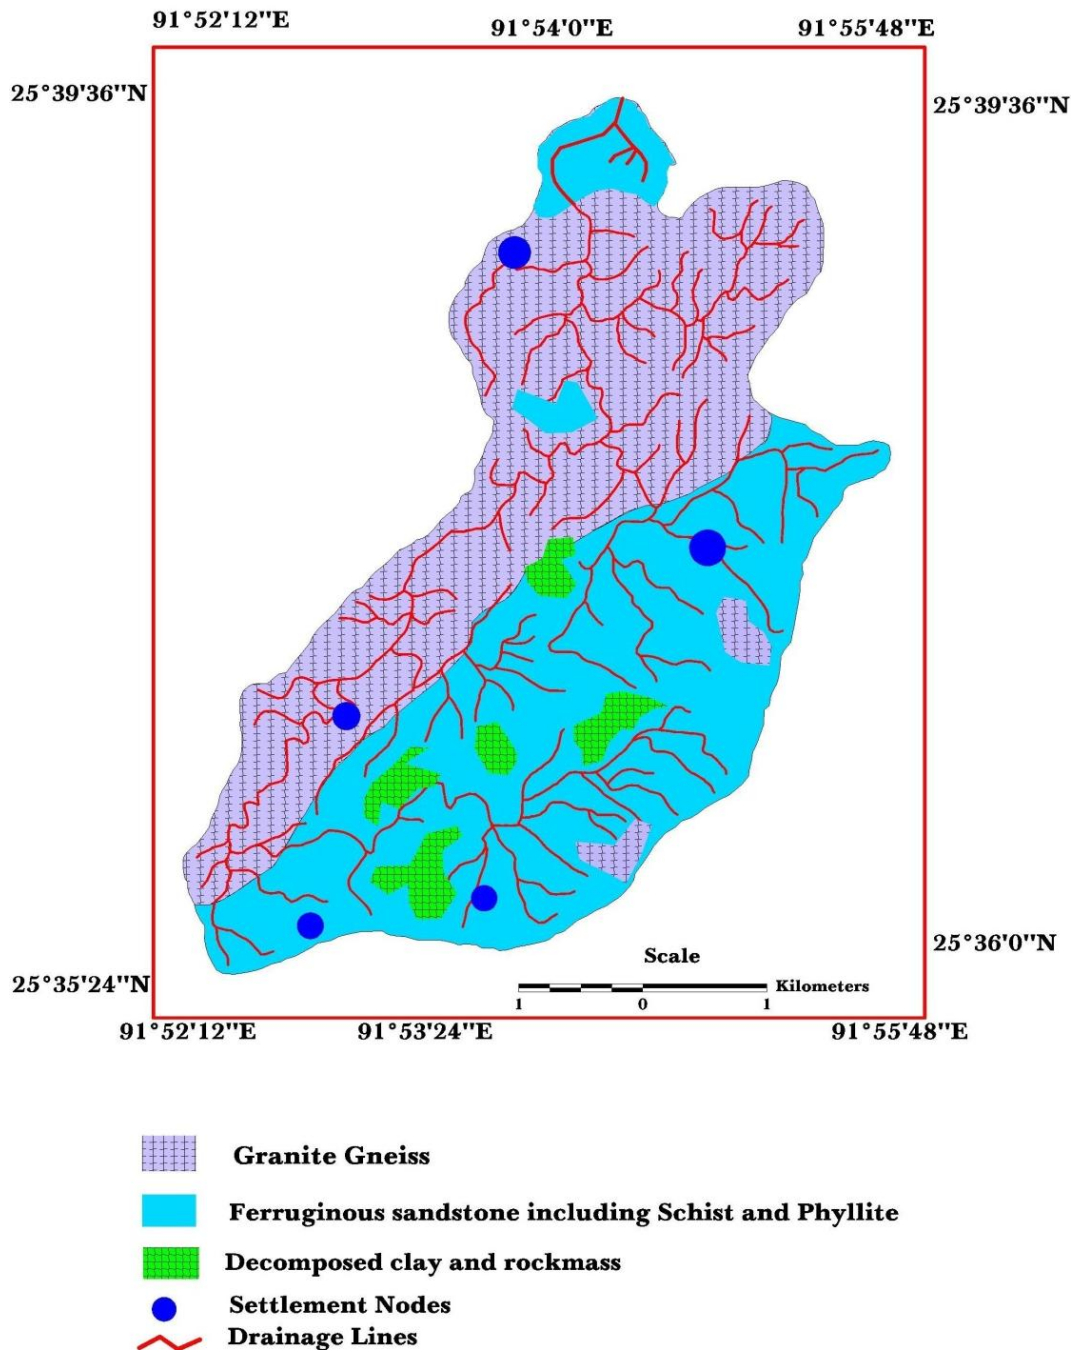 91°52'12"E 91°54'0"E 91°55'48"E
25°39'36"N 25°39'36"N
Scale
25°36'0"N
25°35'24"N
Kilometers
1 0 1
91°52'12"E 91°53'24"E 91°55'48"E
Granite Gneiss
Ferruginous sandstone including Schist and Phyllite
Decomposed clay and rockmass
Settlement Nodes
Drainage Lines